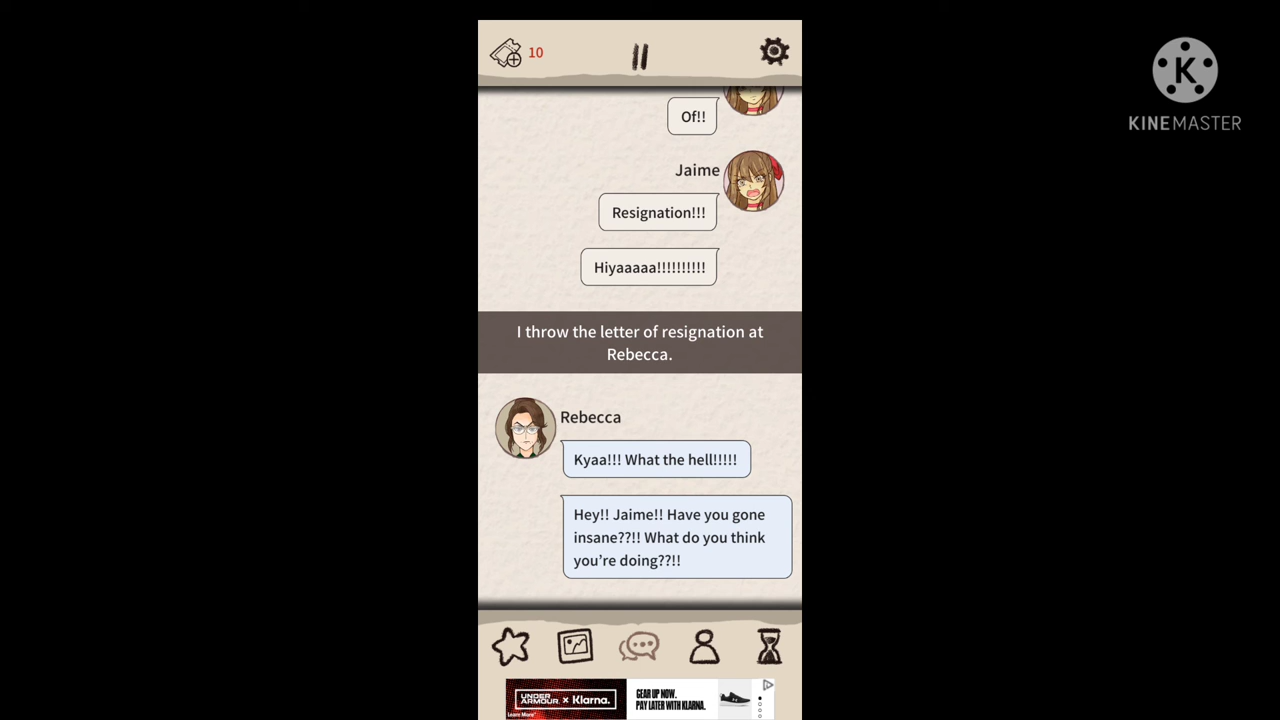 10
K
KINEMASTER
Of!!
Jaime
Resignation!!!
Hiyaaaaa!!!!!!!!!!
I throw the letter of resignation at
Rebecca.
Rebecca
Kyaa!!! What the hell!!!!!
Hey!! Jaime!! Have you gone
insane??!! What do you think
you're doing??!!
UNDER
ARMOUR. × Klarna.
Learn More*
GEAR UP NOW.
PAY LATER WITH KLARNA.